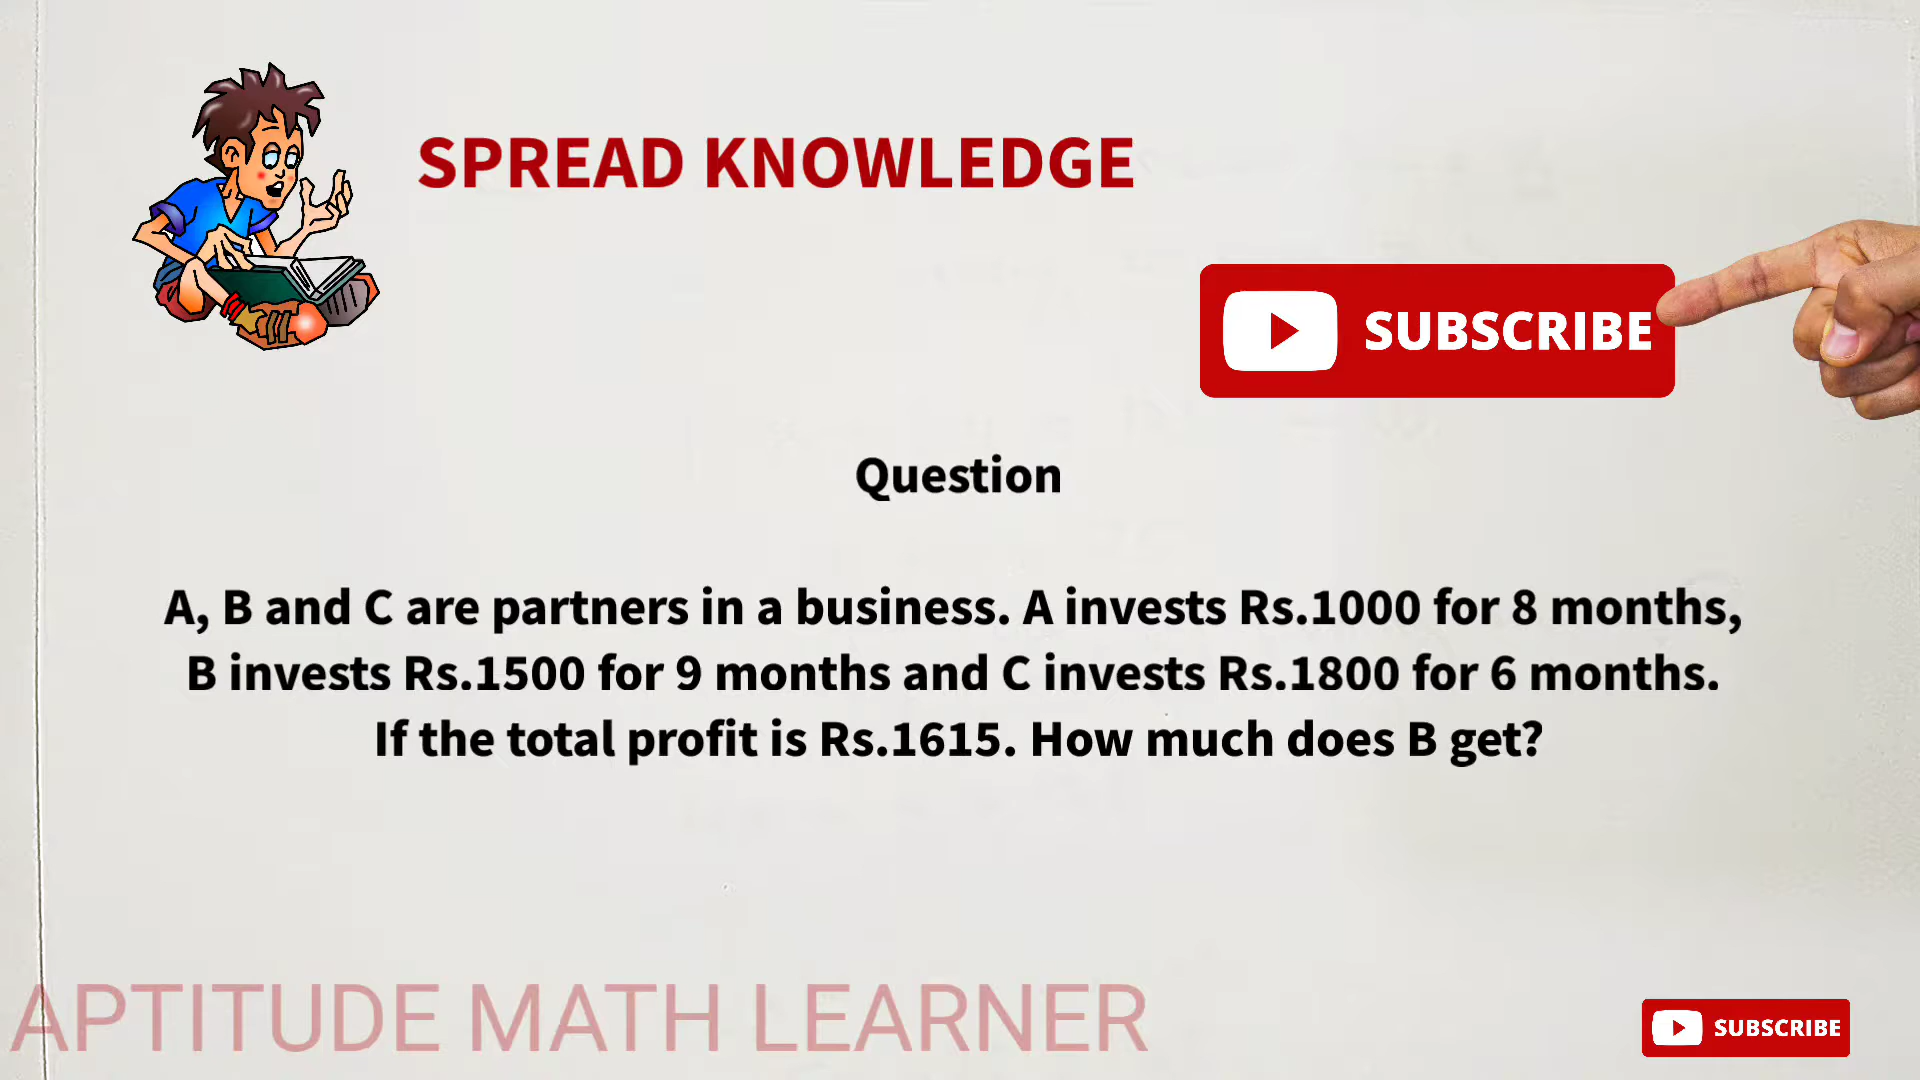 SPREAD KNOWLEDGE
SUBSCRIBE
Question
A, B and C are partners in a business. A invests Rs.1000 for 8 months,
B invests Rs.1500 for 9 months and C invests Rs.1800 for 6 months.
If the total profit is Rs.1615. How much does B get?
APTITUDE MATH LEARNER
SUBSCRIBE